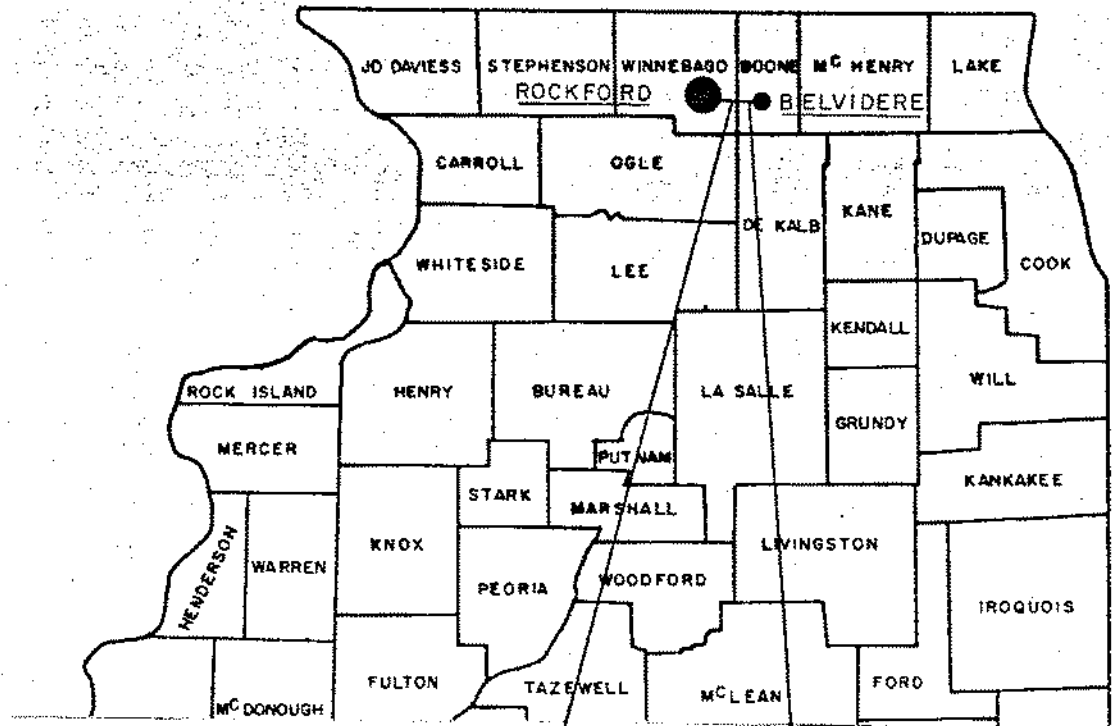 JO DAVIESS STEPHENSON WINNEBAGO BOONE MC HENRY LAKE
ROCKFORD BELVIDERE
CARROLL OGLE
DE KALB KANE
DUPAGE
WHITESIDE LEE COOK
KENDALL
ROCK ISLAND HENRY BUREAU LA SALLE WILL
GRUNDY
MERCER PUTNAM
STARK KANKAKEE
MARSHALL
KNOX LIVINGSTON
HENDERSON WARREN PEORIA WOODFORD
IROQUOIS
FULTON TAZEWELL MCLEAN FORD
MCDONOUGH